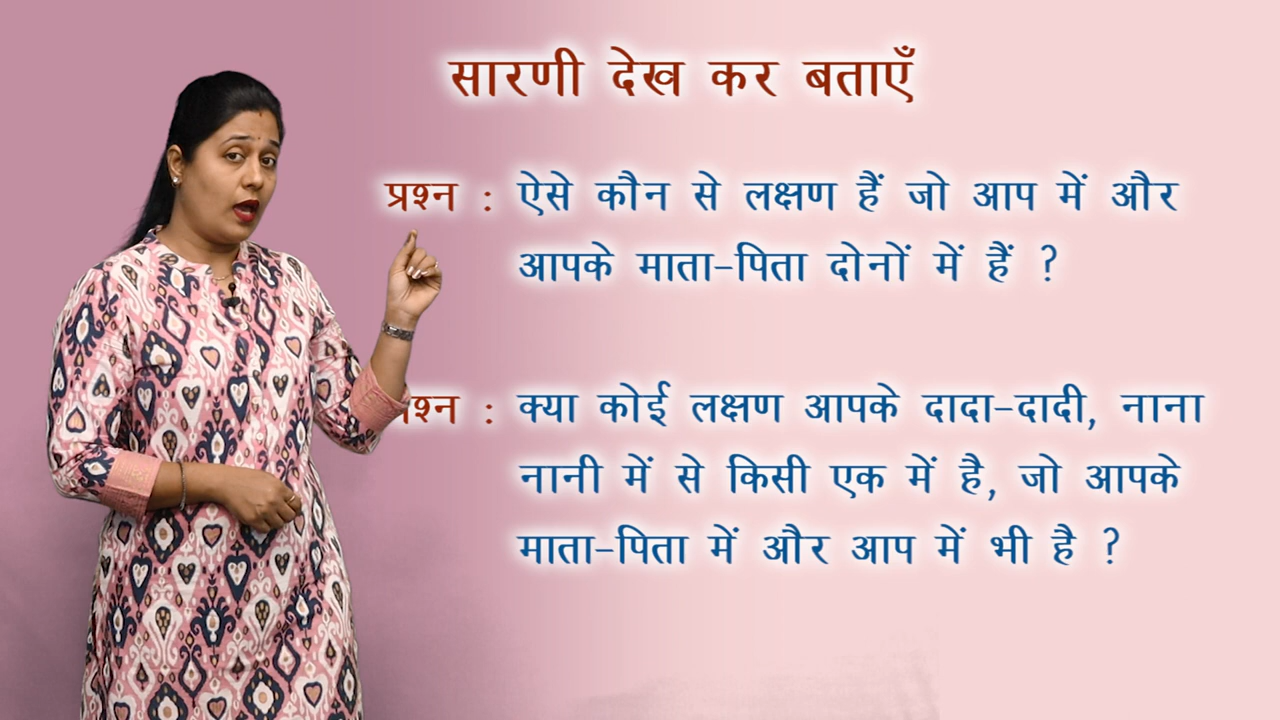 सारणी देख कर बताएँ
प्रश्न : ऐसे कौन से लक्षण हैं जो आप में और
आपके माता-पिता दोनों में हैं ?
: क्या कोई लक्षण आपके दादा-दादी, नाना
नानी में से किसी एक में है, जो आपके
माता-पिता में और आप में भी है ?